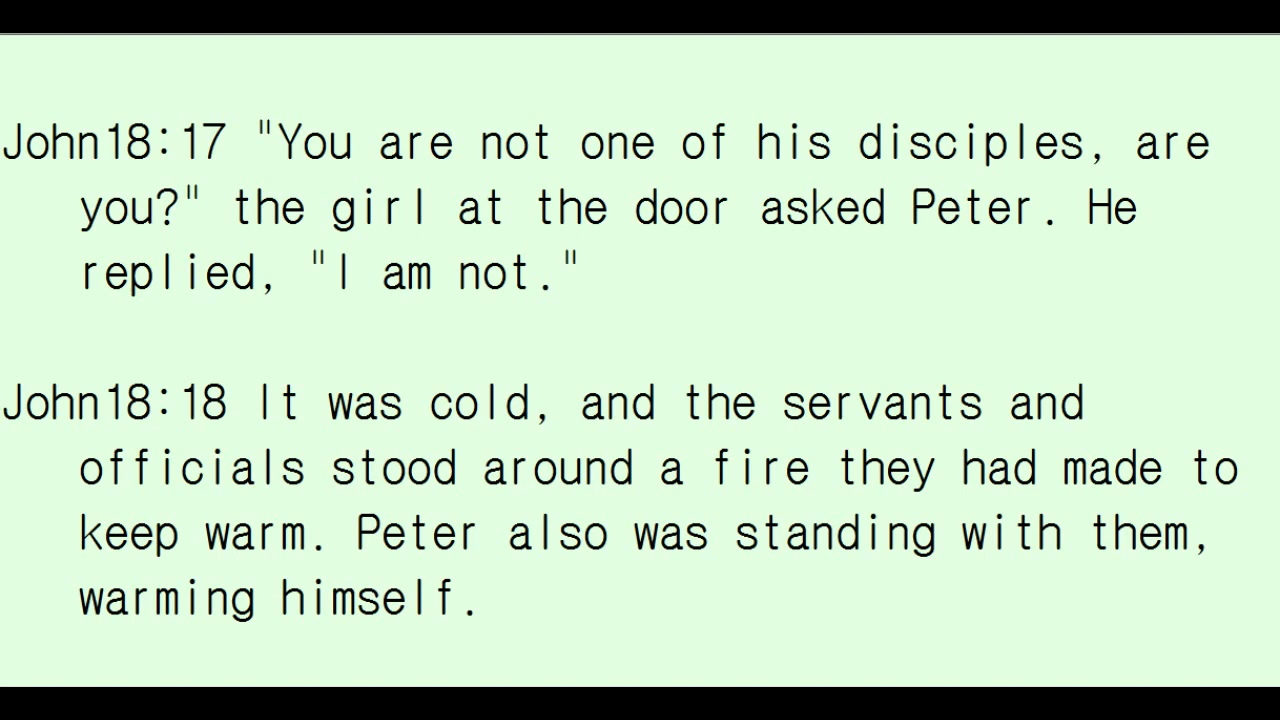 John18:17 "You are not one of his disciples, are
you?" the girl at the door asked Peter. He
replied, "I am not."
John18:18 It was cold, and the servants and
officials stood around a fire they had made to
keep warm. Peter also was standing with them,
warming himself.